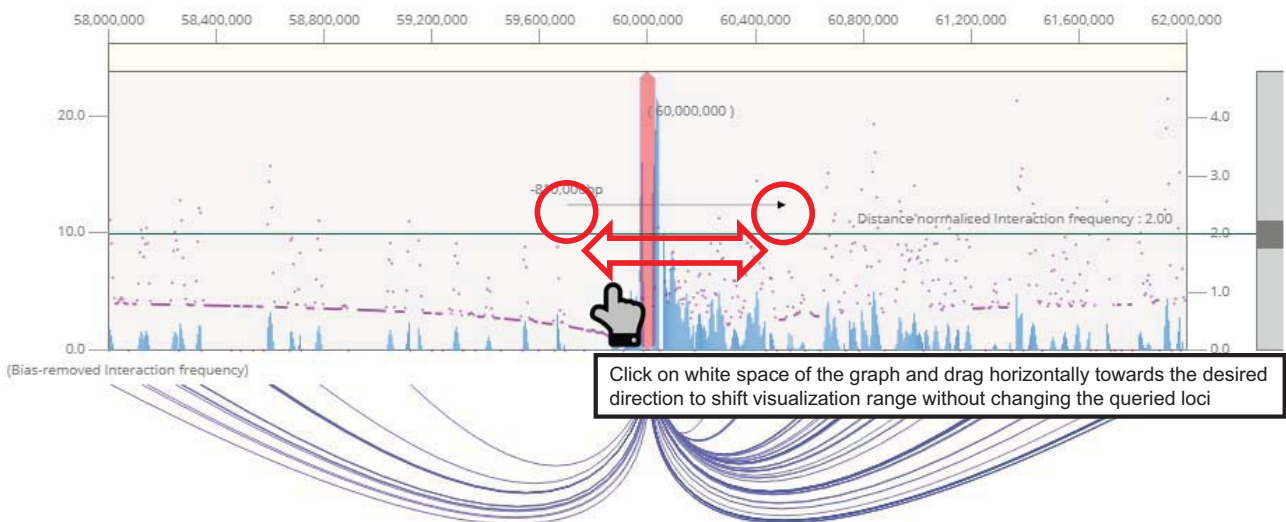 58,000,000 58,400,000 58,800,000 59,200,000 59,600,000 60,000,000 60,400,000 60,800,000 61,200,000 61,600,000 62,000,000
20.0
( 60,000,000 )
4.0
3.0
-810,000bp
Distance normalised Interaction frequency : 2.00
10.0
2.0
1.0
0.0
0.0
(Bias-removed Interaction frequency)
Click on white space of the graph and drag horizontally towards the desired
direction to shift visualization range without changing the queried loci